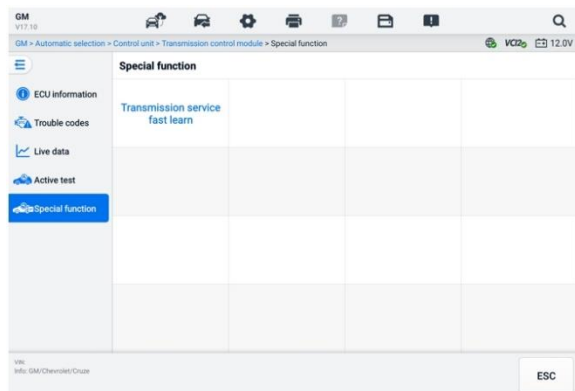 GM
V17.10
GM > Automatic selection > Control unit > Transmission control module > Special function
VCI2
12.0V
Special function
ECU information
Trouble codes
Live data
Active test
Special function
Transmission service
fast learn
VIN:
Info: GM/Chevrolet/Cruze
ESC